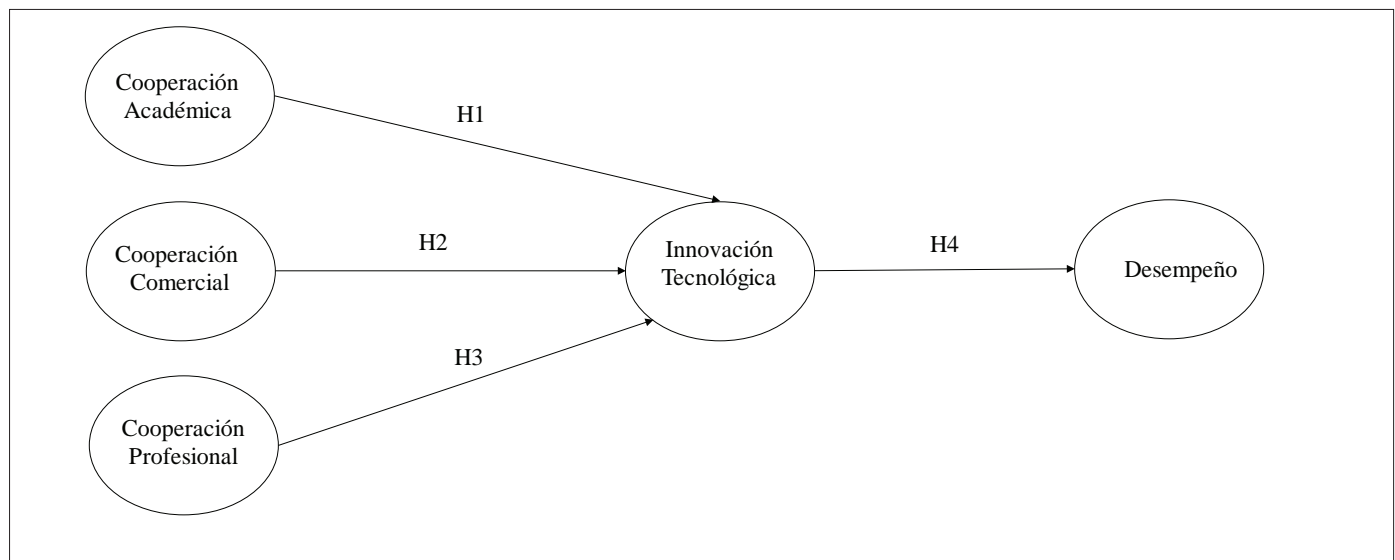 Cooperación
Académica
H1
Cooperación
Comercial
H2
Innovación
Tecnológica
H4
Desempeño
H3
Cooperación
Profesional